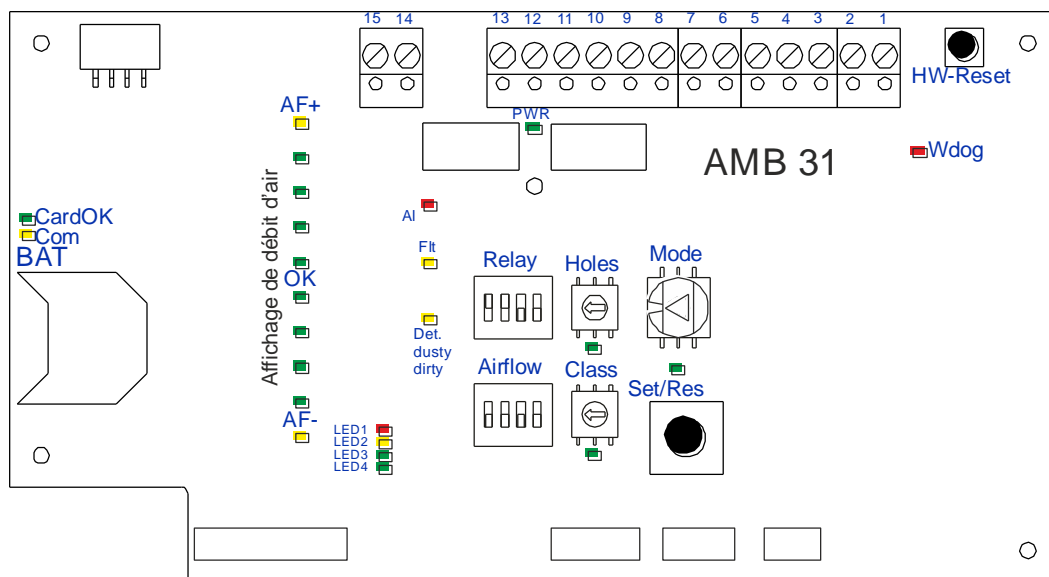 15 14 13 12 11 10 9 8 7 6 5 4 3 2 1
HW-Reset
AF+
PWR
AMB 31
Wdog
Affichage de débit d'air
CardOK
Com
BAT
Al
Flt
OK
Relay
Holes
Mode
Det.
dusty
dirty
Airflow
Class
Set/Res
AF-
LED1
LED2
LED3
LED4